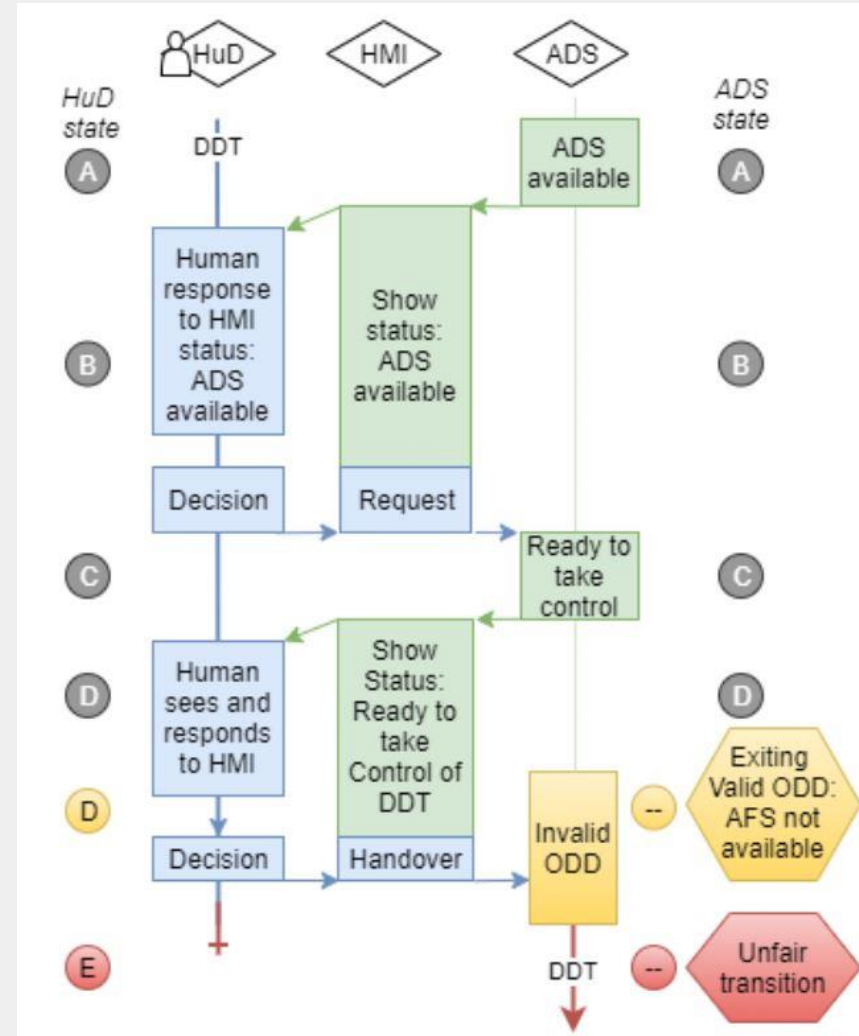 HuD
HMI
ADS
HuD
state
ADS
state
A
DDT
ADS
available
A
B
Human
response
to HMI
status:
ADS
available
Show
status:
ADS
available
B
Decision
Request
C
Ready to
take
control
C
D
Human
sees and
responds
to HMI
Show
Status:
Ready to
take
Control of
DDT
D
D
Invalid
ODD
--
Exiting
Valid ODD:
AFS not
available
Decision
Handover
E
DDT
--
Unfair
transition